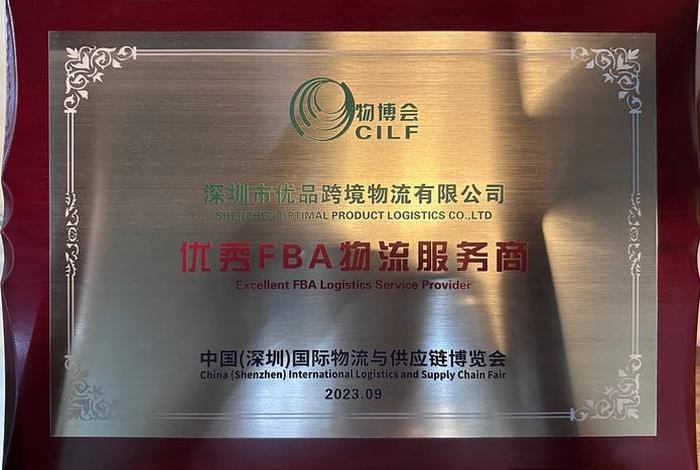 物博会
CILF
深圳市优品跨境物流有限公司
SHENZHEN OPTIMAL PRODUCT LOGISTICS CO.,LTD
优秀FBA物流服务商
Excellent FBA Logistics Service Provider
中国(深圳)国际物流与供应链博览会
China (Shenzhen) International Logistics and Supply Chain Fair
2023.09